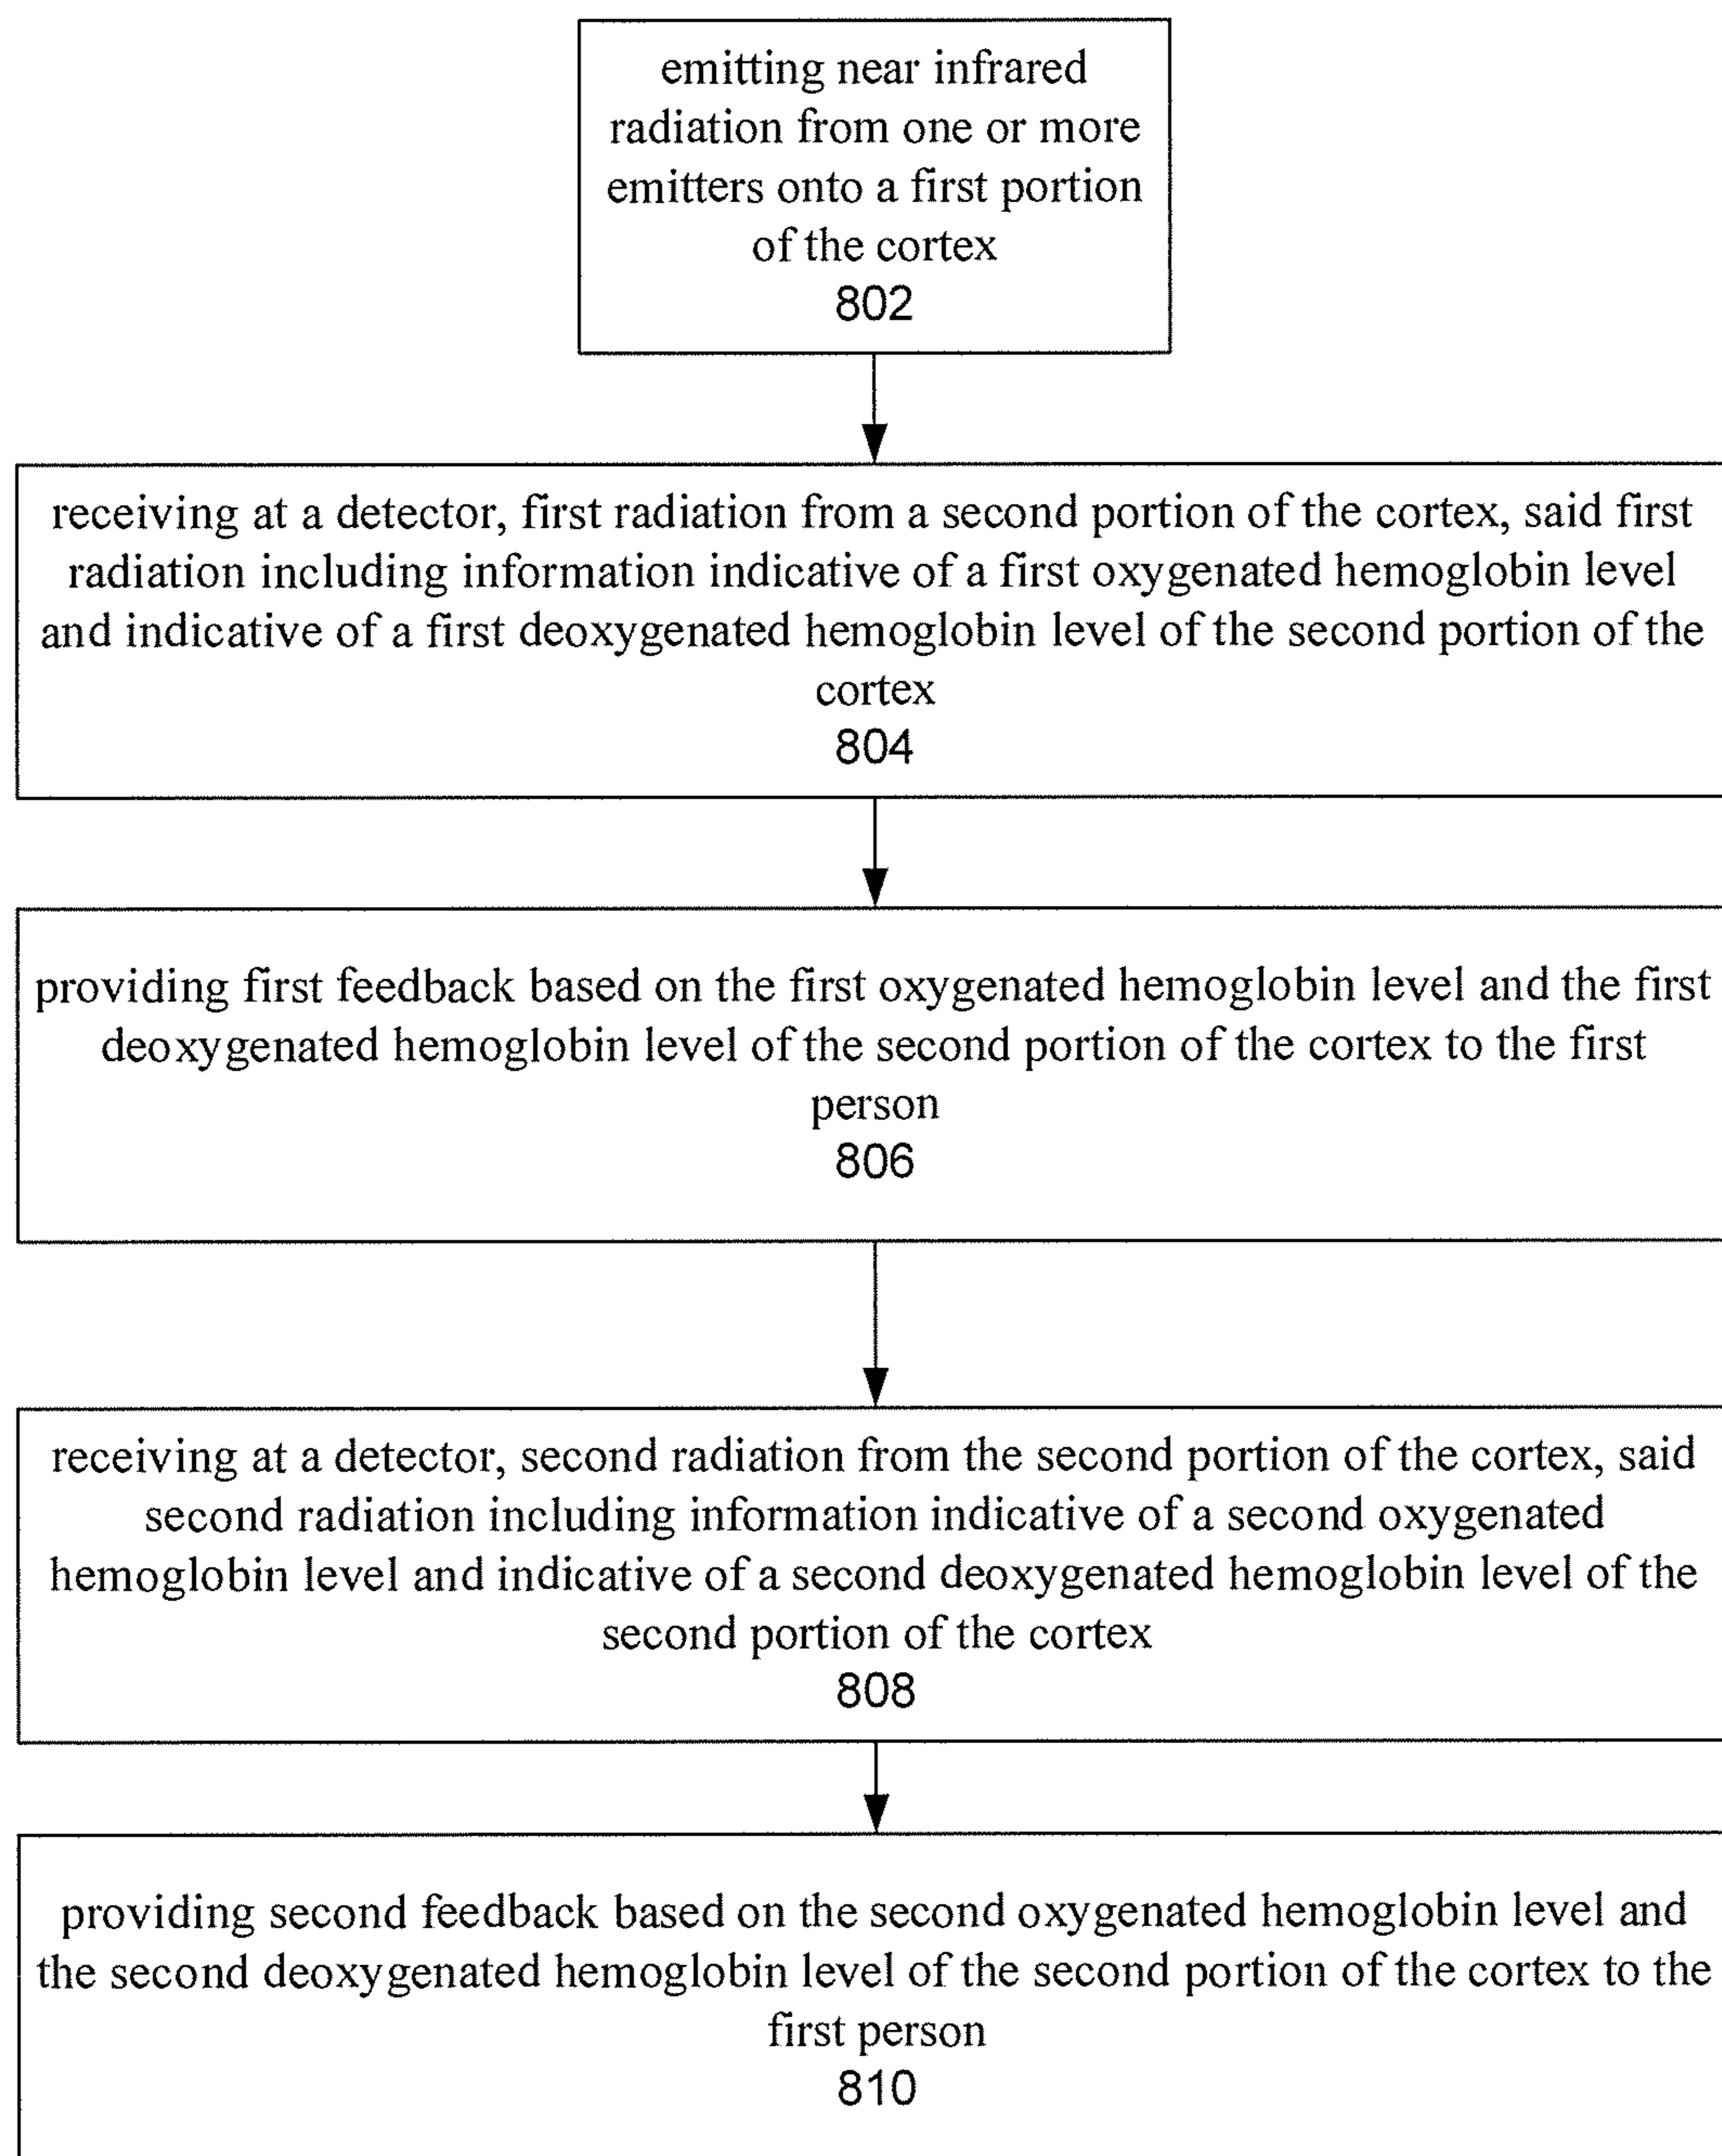 emitting near infrared
radiation from one or more
emitters onto a first portion
of the cortex
802
receiving at a detector, first radiation from a second portion of the cortex, said first
radiation including information indicative of a first oxygenated hemoglobin level
and indicative of a first deoxygenated hemoglobin level of the second portion of the
cortex
804
providing first feedback based on the first oxygenated hemoglobin level and the first
deoxygenated hemoglobin level of the second portion of the cortex to the first
person
806
receiving at a detector, second radiation from the second portion of the cortex, said
second radiation including information indicative of a second oxygenated
hemoglobin level and indicative of a second deoxygenated hemoglobin level of the
second portion of the cortex
808
providing second feedback based on the second oxygenated hemoglobin level and
the second deoxygenated hemoglobin level of the second portion of the cortex to the
first person
810